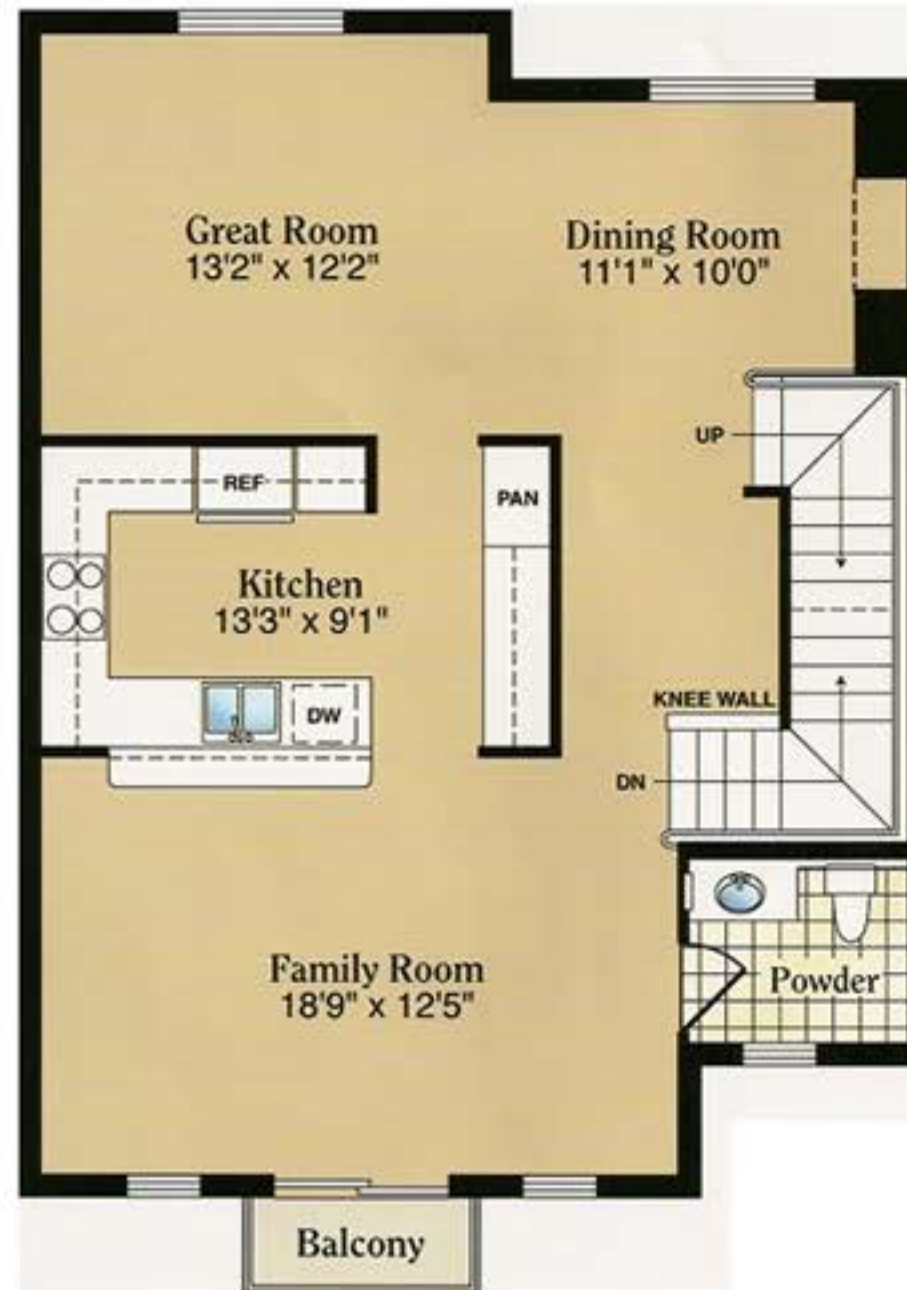 Great Room
13'2" x 12'2"
Dining Room
11'1" x 10'0"
UP
REF
PAN
Kitchen
13'3" x 9'1"
DW
KNEE WALL
DN
Family Room
18'9" x 12'5"
Powder
Balcony